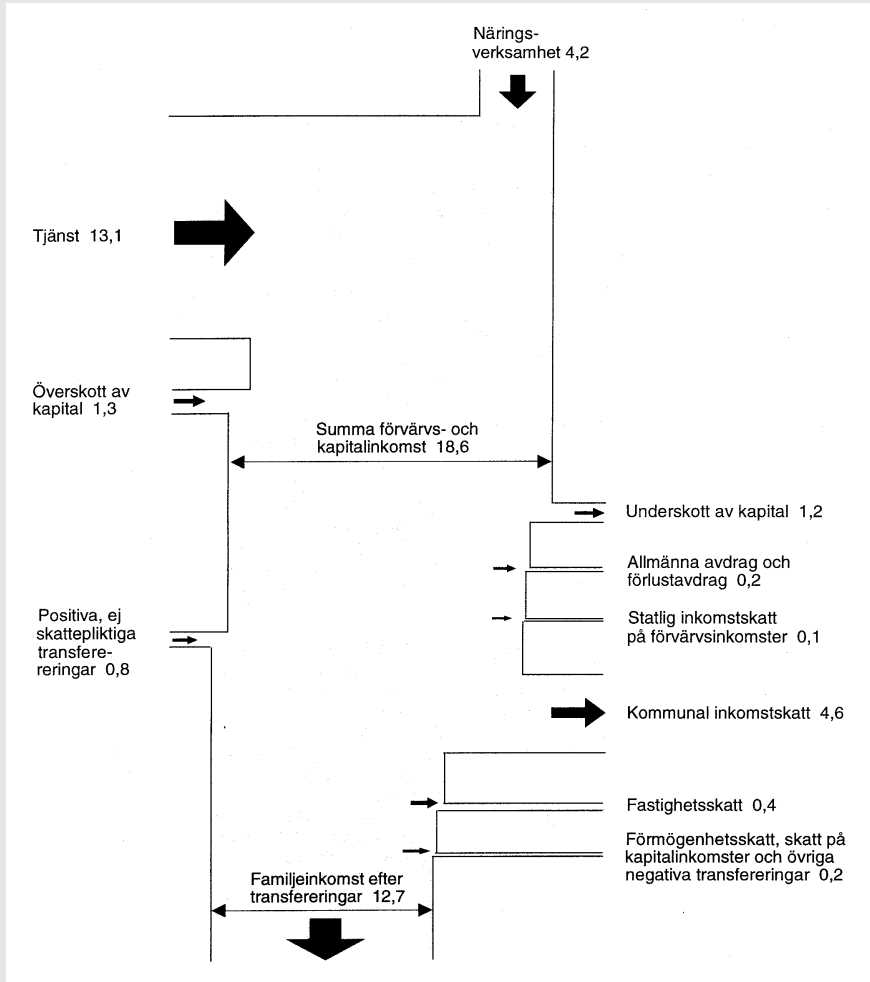 Närings-
verksamhet 4,2
Tjänst 13,1
Överskott av
kapital 1,3
Summa förvärvs- och
kapitalinkomst 18,6
Underskott av kapital 1,2
Allmänna avdrag och
förlustavdrag 0,2
Positiva, ej
skattepliktiga
transfere-
reringar 0,8
Statlig inkomstskatt
på förvärvsinkomster 0,1
Kommunal inkomstskatt 4,6
Fastighetsskatt 0,4
Förmögenhetsskatt, skatt på
kapitalinkomster och övriga
negativa transfereringar 0,2
Familjeinkomst efter
transfereringar 12,7